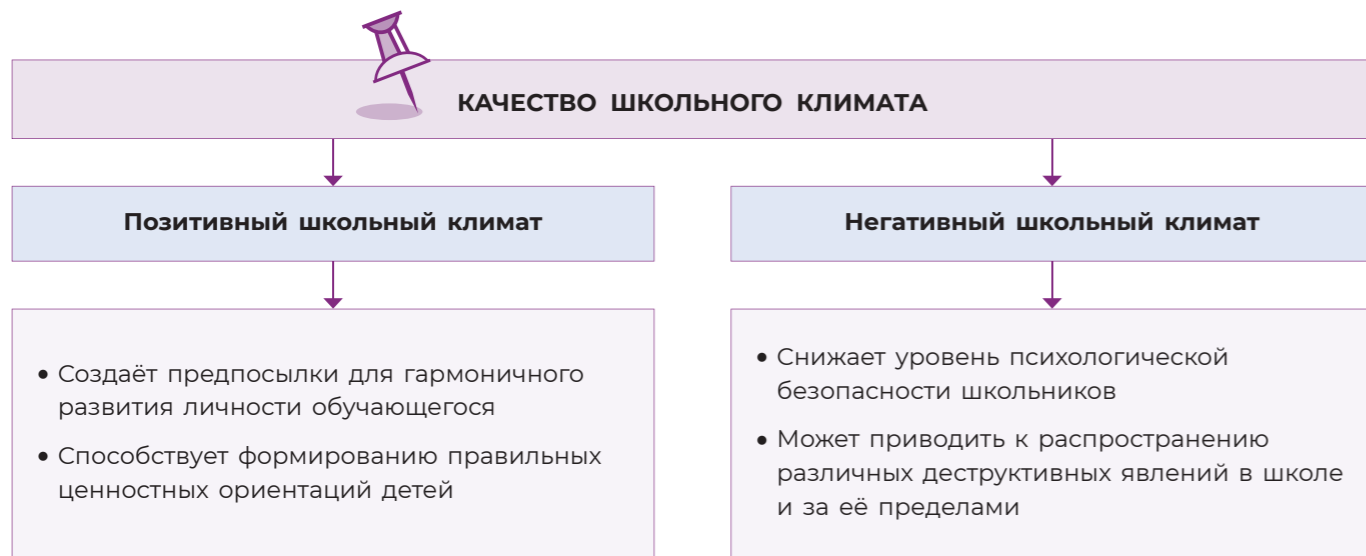 КАЧЕСТВО ШКОЛЬНОГО КЛИМАТА
Позитивный школьный климат
• Создаёт предпосылки для гармоничного
развития личности обучающегося
• Способствует формированию правильных
ценностных ориентаций детей
Негативный школьный климат
• Снижает уровень психологической
безопасности школьников
• Может приводить к распространению
различных деструктивных явлений в школе
и за её пределами